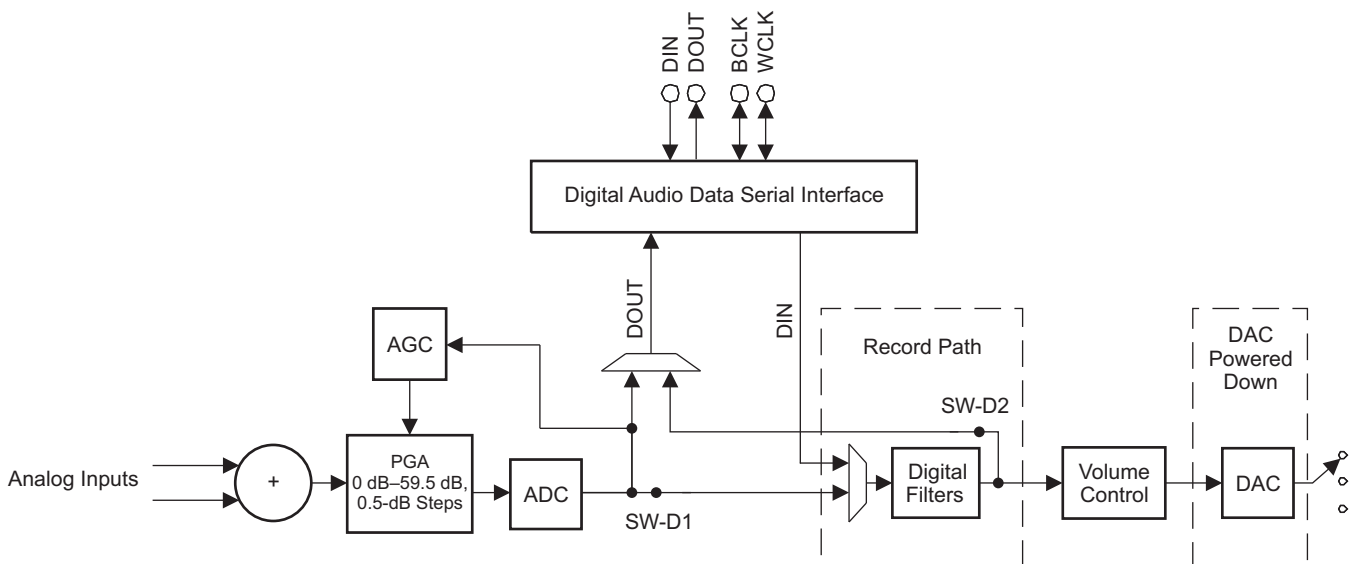 DIN
DOUT
BCLK
WCLK
Digital Audio Data Serial Interface
DOUT
DIN
Record Path
DAC
Powered
Down
AGC
SW-D2
Analog Inputs
+
PGA
0 dB–59.5 dB,
0.5-dB Steps
ADC
SW-D1
Digital
Filters
Volume
Control
DAC